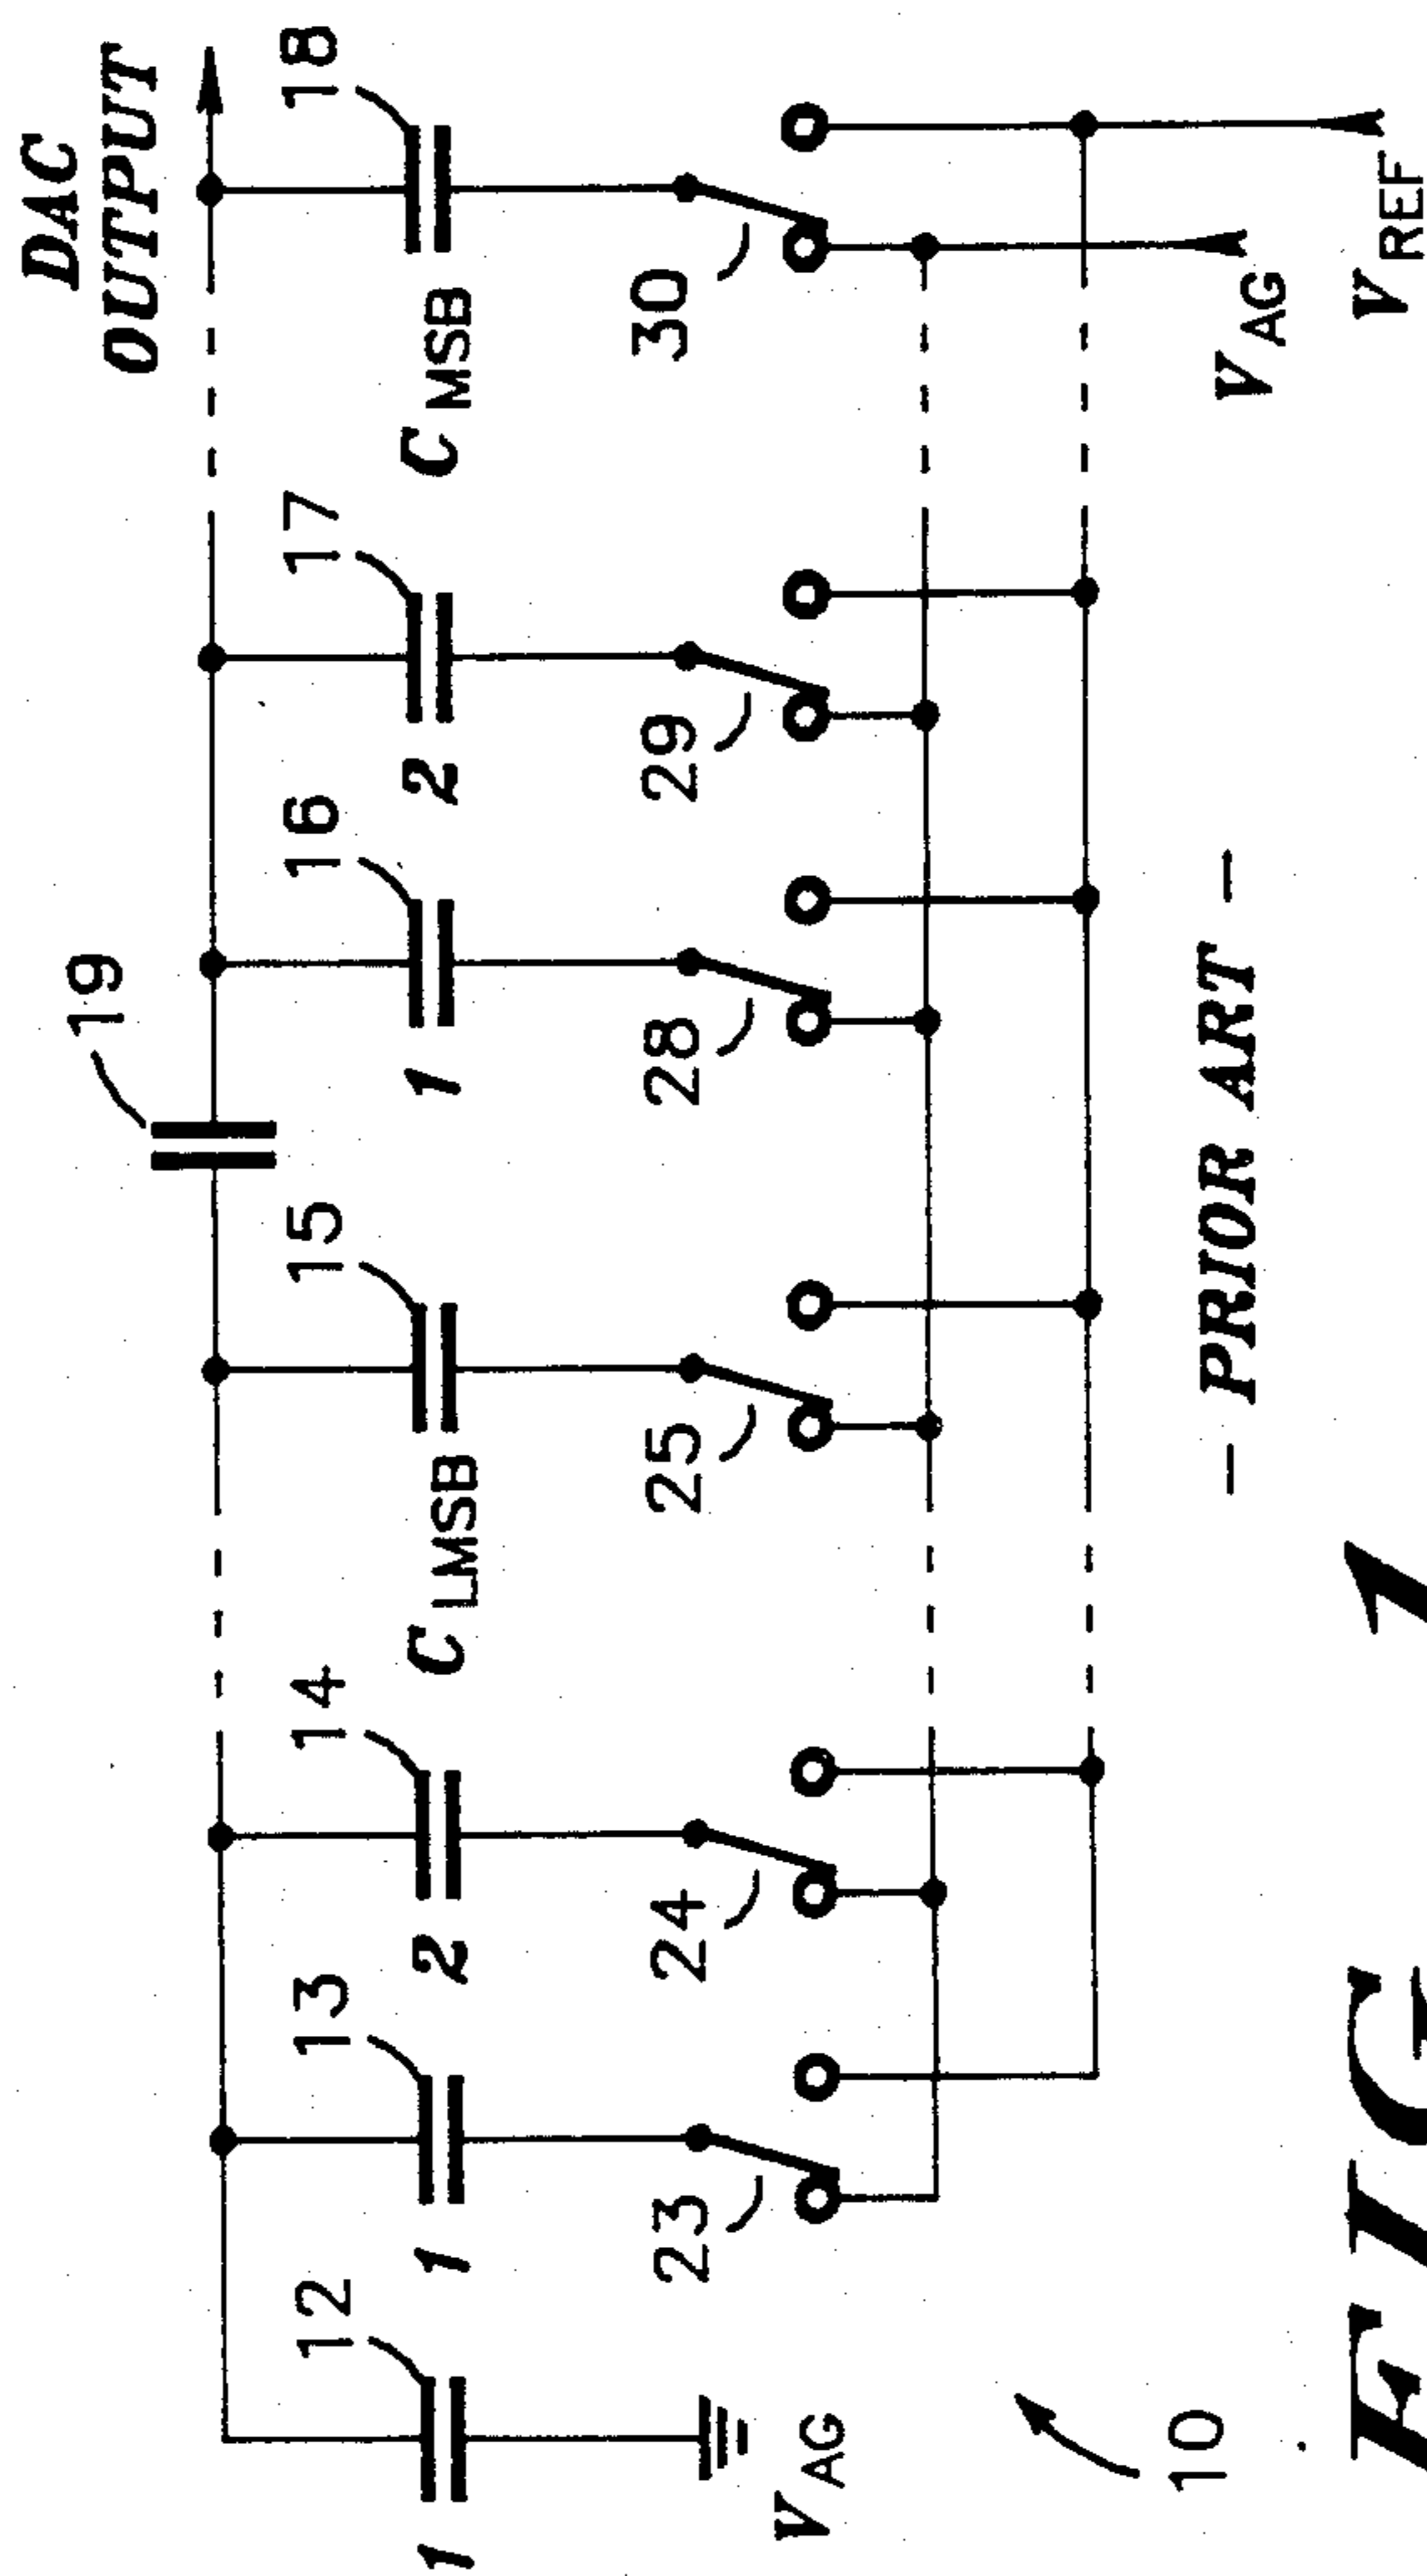 DAC
OUTPUT
19
12
13
14
15
16
17
18
1
1
2
C LMSB
1
2
C MSB
23
24
25
28
29
30
V AG
10
- PRIOR ART -
V AG
V REF
FIG. 1